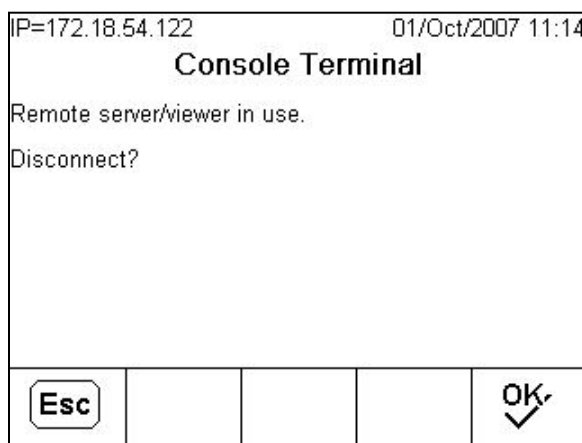 IP=172.18.54.122 01/Oct/2007 11:14
Console Terminal
Remote server/viewer in use.
Disconnect?
Esc OK